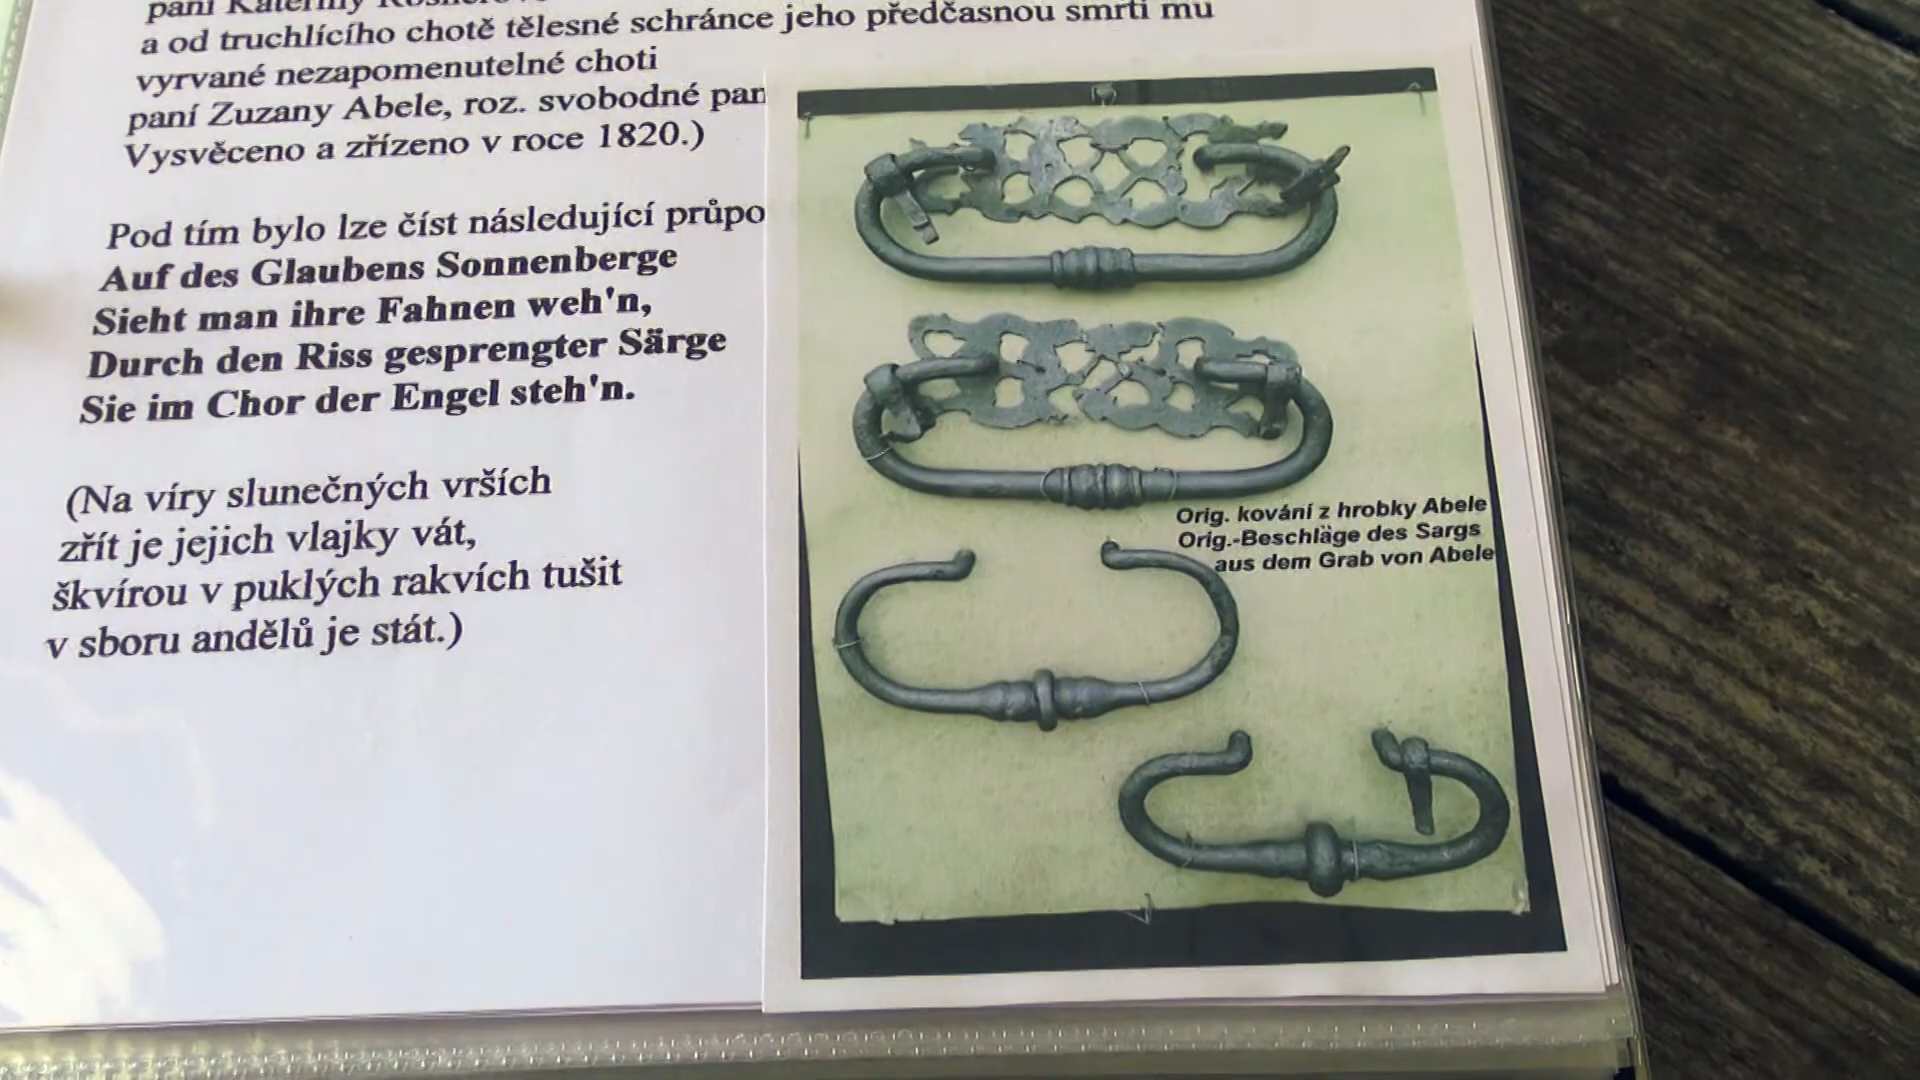 paní Kateřiny
a od truchlícího chotě tělesné schránce jeho předčasnou smrtí mu
vyrvané nezapomenutelné choti
paní Zuzany Abele, roz. svobodné pan
Vysvěceno a zřízeno v roce 1820.)
Pod tím bylo lze číst následující průpo
Auf des Glaubens Sonnenberge
Sieht man ihre Fahnen weh'n,
Durch den Riss gesprengter Särge
Sie im Chor der Engel steh'n.
(Na víry slunečných vrších
zřít je jejich vlajky vát,
škvírou v puklých rakvích tušit
v sboru andělů je stát.)
Orig. kování z hrobky Abele
Orig.-Beschläge des Sargs
aus dem Grab von Abele